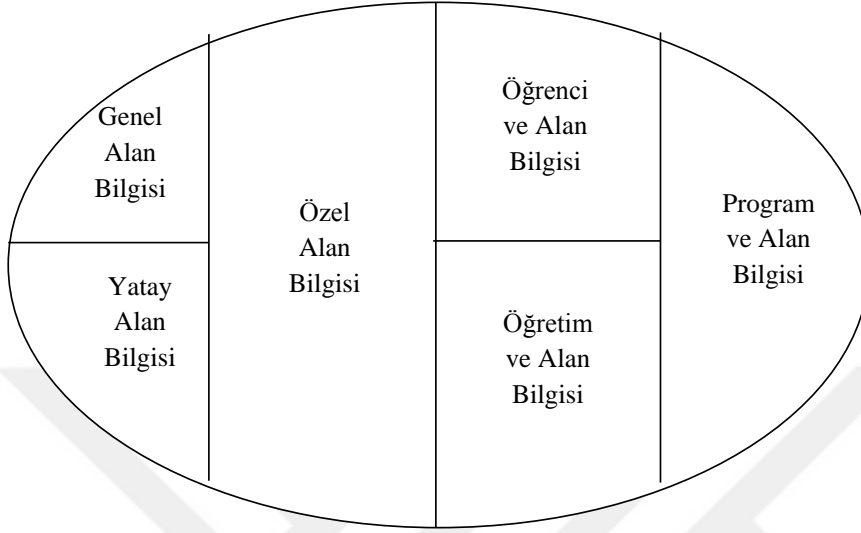 Genel
Alan
Bilgisi
Yatay
Alan
Bilgisi
Özel
Alan
Bilgisi
Öğrenci
ve Alan
Bilgisi
Öğretim
ve Alan
Bilgisi
Program
ve Alan
Bilgisi